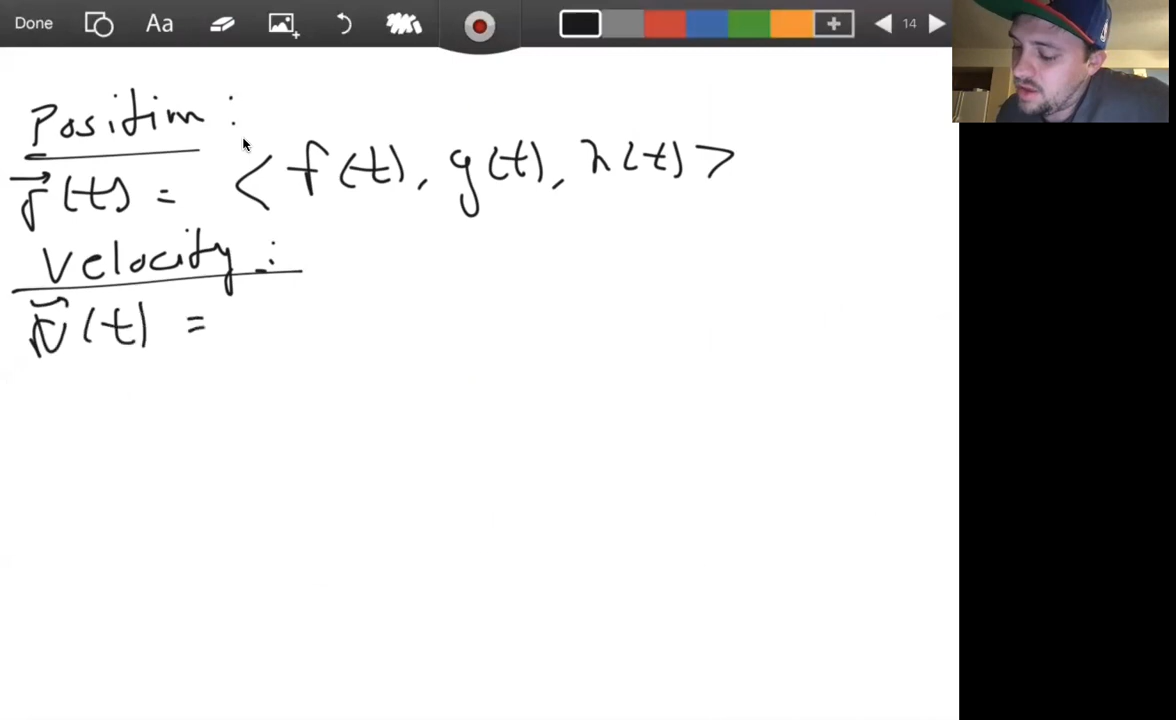 Done Aa 14
Position:
r⃗(t) = < f(t), g(t), h(t) >
Velocity:
v⃗(t) =